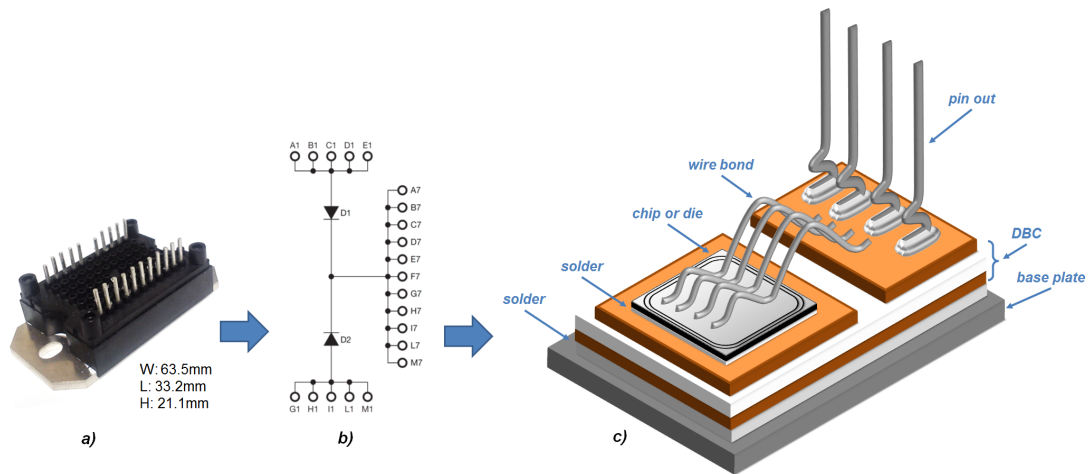 pin out
wire bond
chip or die
solder
solder
DBC
base plate
A1 B1 C1 D1 E1
D1
A7
B7
C7
D7
E7
F7
G7
H7
I7
L7
M7
D2
G1 H1 I1 L1 M1
W: 63.5mm
L: 33.2mm
H: 21.1mm
a)
b)
c)